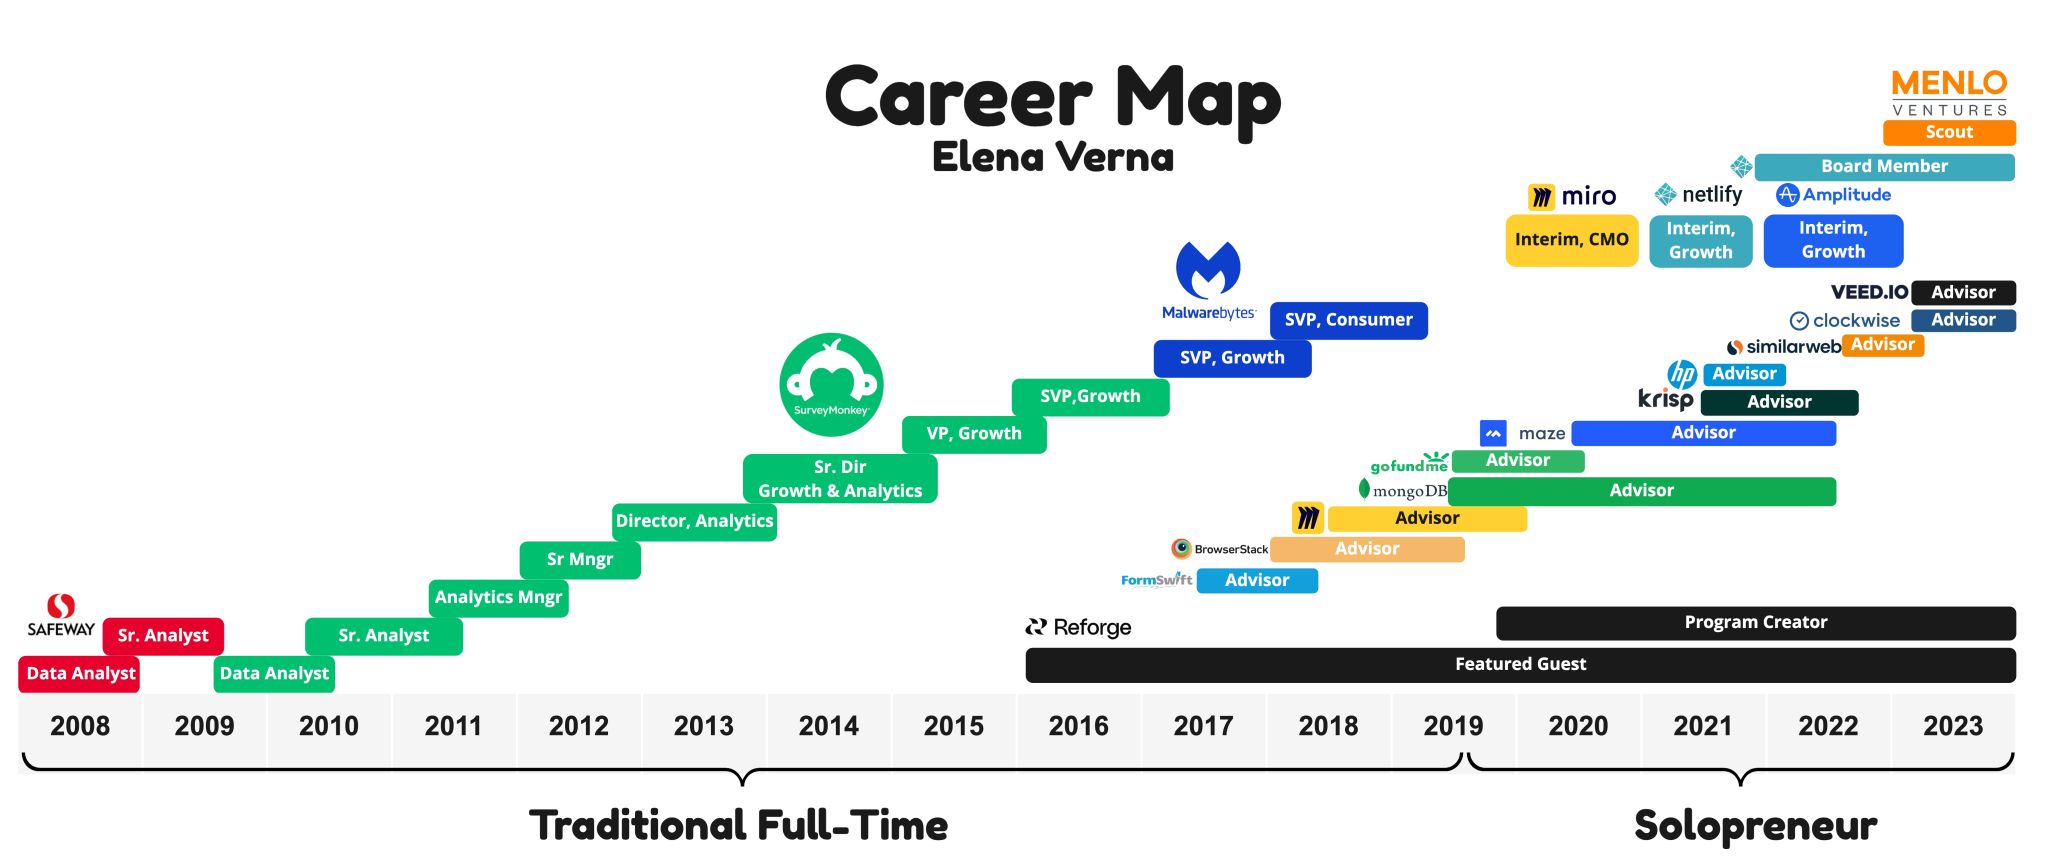 Career Map
Elena Verna
MENLO
VENTURES
Scout
Board Member
miro
netlify
Amplitude
Interim, CMO
Interim,
Growth
Interim,
Growth
VEED.IO
Advisor
clockwise
Advisor
similarweb
Advisor
hp
Advisor
krisp
Advisor
maze
Advisor
gofundme
Advisor
mongoDB
Advisor
Advisor
BrowserStack
Advisor
FormSwift
Advisor
Malwarebytes
SVP, Consumer
SVP, Growth
SurveyMonkey
SVP,Growth
VP, Growth
Sr. Dir
Growth & Analytics
Director, Analytics
Sr Mngr
Analytics Mngr
Sr. Analyst
Data Analyst
SAFEWAY
Sr. Analyst
Data Analyst
Reforge
Program Creator
Featured Guest
2008 2009 2010 2011 2012 2013 2014 2015 2016 2017 2018 2019 2020 2021 2022 2023
Traditional Full-Time
Solopreneur